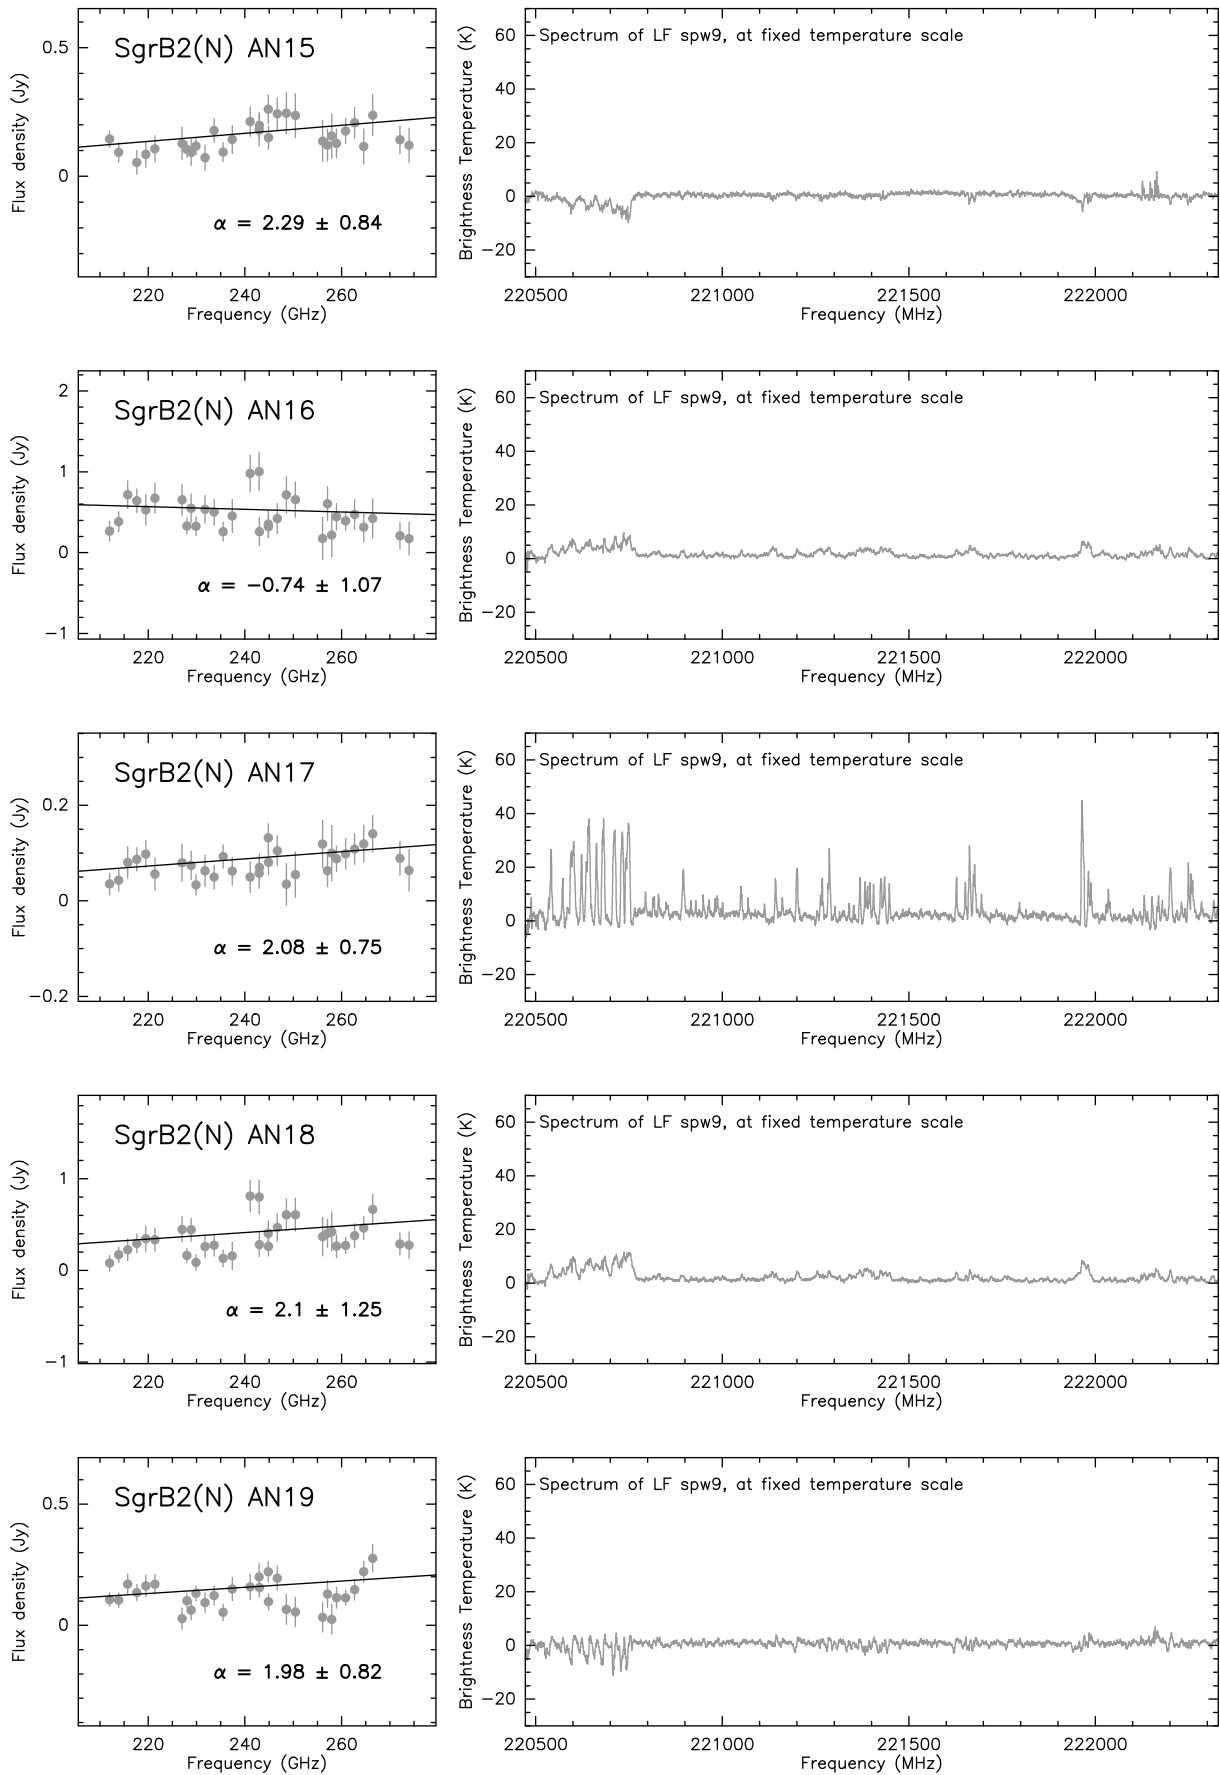 SgrB2(N) AN15
Flux density (Jy)
0.5
0
α = 2.29 ± 0.84
220 240 260
Frequency (GHz)
Spectrum of LF spw9, at fixed temperature scale
Brightness Temperature (K)
60
40
20
0
−20
220500 221000 221500 222000
Frequency (MHz)
SgrB2(N) AN16
Flux density (Jy)
2
1
0
−1
α = −0.74 ± 1.07
220 240 260
Frequency (GHz)
Spectrum of LF spw9, at fixed temperature scale
Brightness Temperature (K)
60
40
20
0
−20
220500 221000 221500 222000
Frequency (MHz)
SgrB2(N) AN17
Flux density (Jy)
0.2
0
−0.2
α = 2.08 ± 0.75
220 240 260
Frequency (GHz)
Spectrum of LF spw9, at fixed temperature scale
Brightness Temperature (K)
60
40
20
0
−20
220500 221000 221500 222000
Frequency (MHz)
SgrB2(N) AN18
Flux density (Jy)
1
0
−1
α = 2.1 ± 1.25
220 240 260
Frequency (GHz)
Spectrum of LF spw9, at fixed temperature scale
Brightness Temperature (K)
60
40
20
0
−20
220500 221000 221500 222000
Frequency (MHz)
SgrB2(N) AN19
Flux density (Jy)
0.5
0
α = 1.98 ± 0.82
220 240 260
Frequency (GHz)
Spectrum of LF spw9, at fixed temperature scale
Brightness Temperature (K)
60
40
20
0
−20
220500 221000 221500 222000
Frequency (MHz)